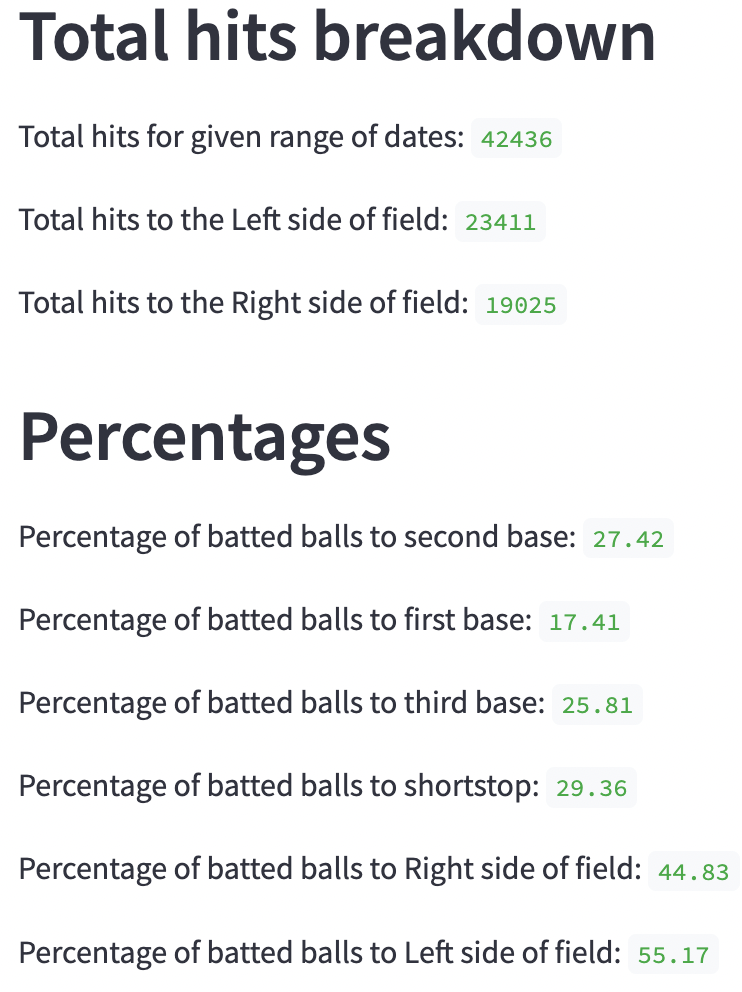 Total hits breakdown
Total hits for given range of dates: 42436
Total hits to the Left side of field: 23411
Total hits to the Right side of field: 19025
Percentages
Percentage of batted balls to second base: 27.42
Percentage of batted balls to first base: 17.41
Percentage of batted balls to third base: 25.81
Percentage of batted balls to shortstop: 29.36
Percentage of batted balls to Right side of field: 44.83
Percentage of batted balls to Left side of field: 55.17